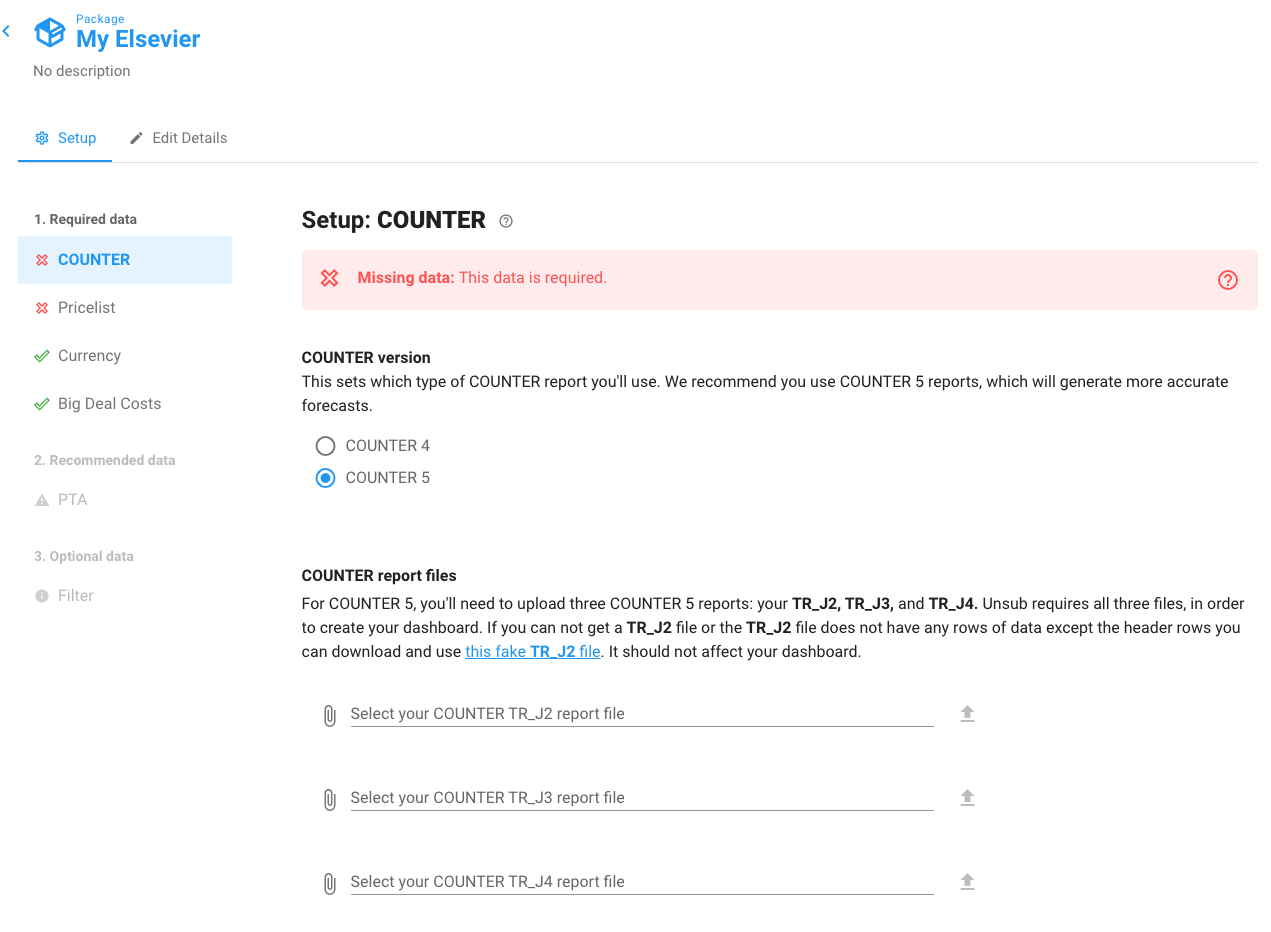 Package
My Elsevier
No description
Setup
Edit Details
1. Required data
COUNTER
Pricelist
Currency
Big Deal Costs
2. Recommended data
PTA
3. Optional data
Filter
Setup: COUNTER
Missing data: This data is required.
COUNTER version
This sets which type of COUNTER report you'll use. We recommend you use COUNTER 5 reports, which will generate more accurate
forecasts.
COUNTER 4
COUNTER 5
COUNTER report files
For COUNTER 5, you'll need to upload three COUNTER 5 reports: your TR_J2, TR_J3, and TR_J4. Unsub requires all three files, in order
to create your dashboard. If you can not get a TR_J2 file or the TR_J2 file does not have any rows of data except the header rows you
can download and use this fake TR_J2 file. It should not affect your dashboard.
Select your COUNTER TR_J2 report file
Select your COUNTER TR_J3 report file
Select your COUNTER TR_J4 report file